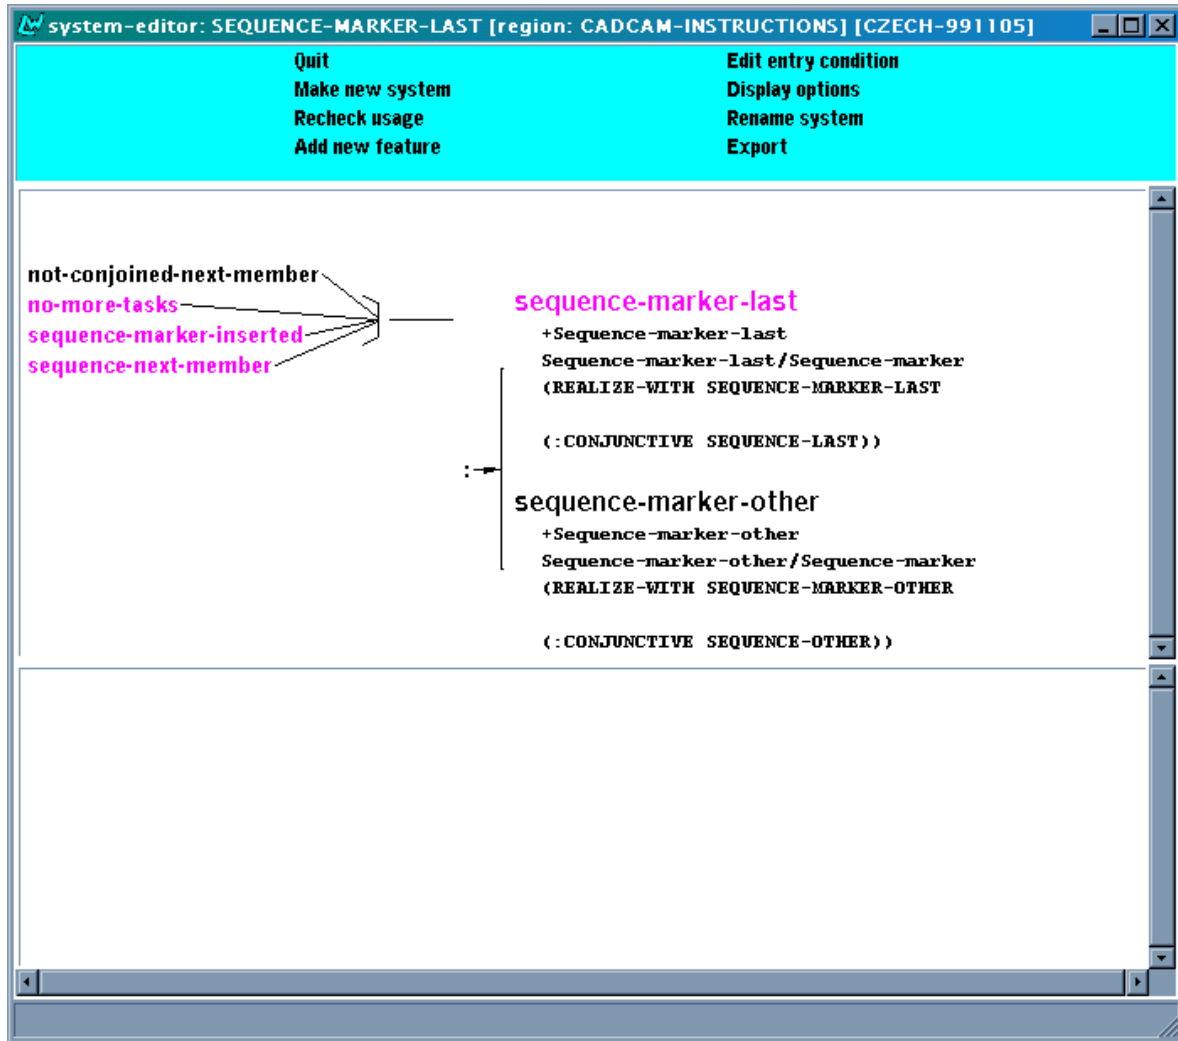 system-editor: SEQUENCE-MARKER-LAST [region: CADCAM-INSTRUCTIONS] [CZECH-991105]
Quit
Edit entry condition
Make new system
Display options
Recheck usage
Rename system
Add new feature
Export
not-conjoined-next-member
no-more-tasks
sequence-marker-inserted
sequence-next-member
:
sequence-marker-last
+Sequence-marker-last
Sequence-marker-last/Sequence-marker
(REALIZE-WITH SEQUENCE-MARKER-LAST
(:CONJUNCTIVE SEQUENCE-LAST))
sequence-marker-other
+Sequence-marker-other
Sequence-marker-other/Sequence-marker
(REALIZE-WITH SEQUENCE-MARKER-OTHER
(:CONJUNCTIVE SEQUENCE-OTHER))